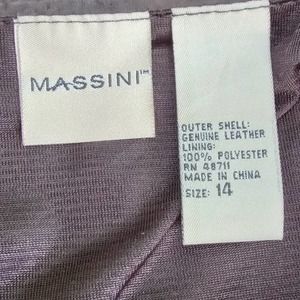 MASSINI™
OUTER SHELL:
GENUINE LEATHER
LINING:
100% POLYESTER
RN 48711
MADE IN CHINA
SIZE: 14